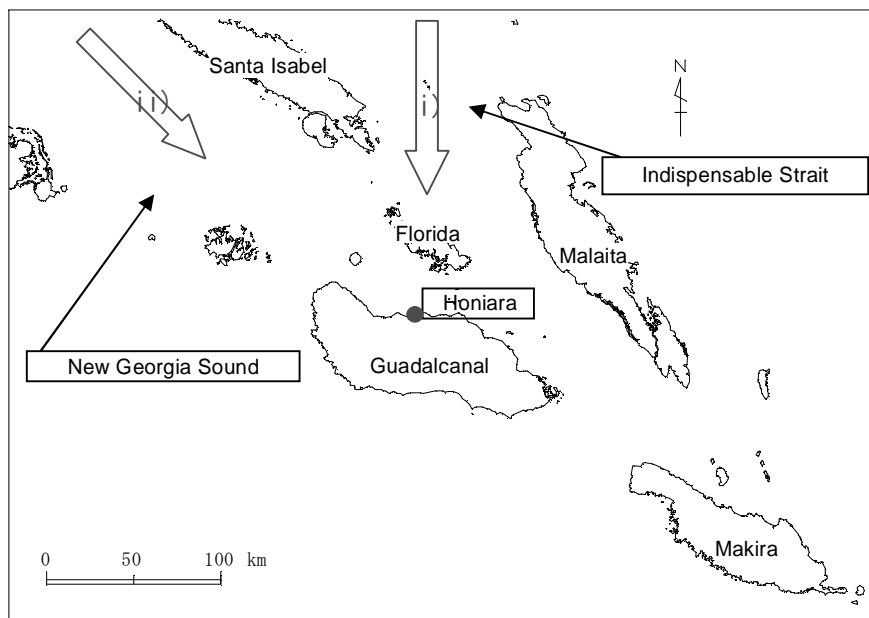 Santa Isabel
N
ii)
i)
Indispensable Strait
Florida
Malaita
Honiara
New Georgia Sound
Guadalcanal
Makira
0 50 100 km